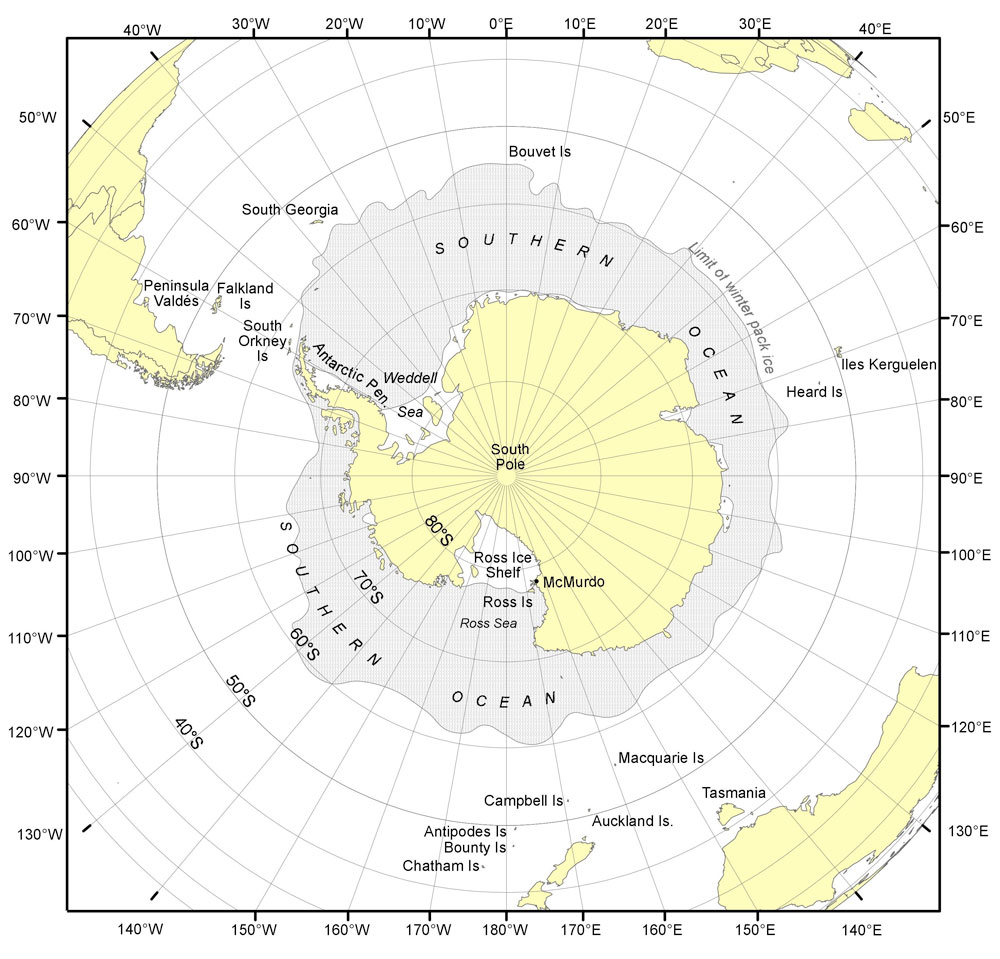 40°W
30°W
20°W
10°W
0°E
10°E
20°E
30°E
40°E
50°W
50°E
Bouvet Is
South Georgia
60°W
60°E
SOUTHERN
Limit of winter pack ice
Peninsula
Valdés
Falkland
Is
70°W
70°E
South
Orkney
Is
OCEAN
Antarctic Pen.
Weddell
Sea
Iles Kerguelen
Heard Is
80°W
80°E
South
Pole
90°W
90°E
80°S
SOUTHERN
100°W
100°E
Ross Ice
Shelf
McMurdo
70°S
Ross Is
Ross Sea
110°W
110°E
60°S
50°S
OCEAN
40°S
120°W
120°E
Macquarie Is
Tasmania
Campbell Is
Auckland Is.
130°W
130°E
Antipodes Is
Bounty Is
Chatham Is
140°W
150°W
160°W
170°W
180°W
170°E
160°E
150°E
140°E